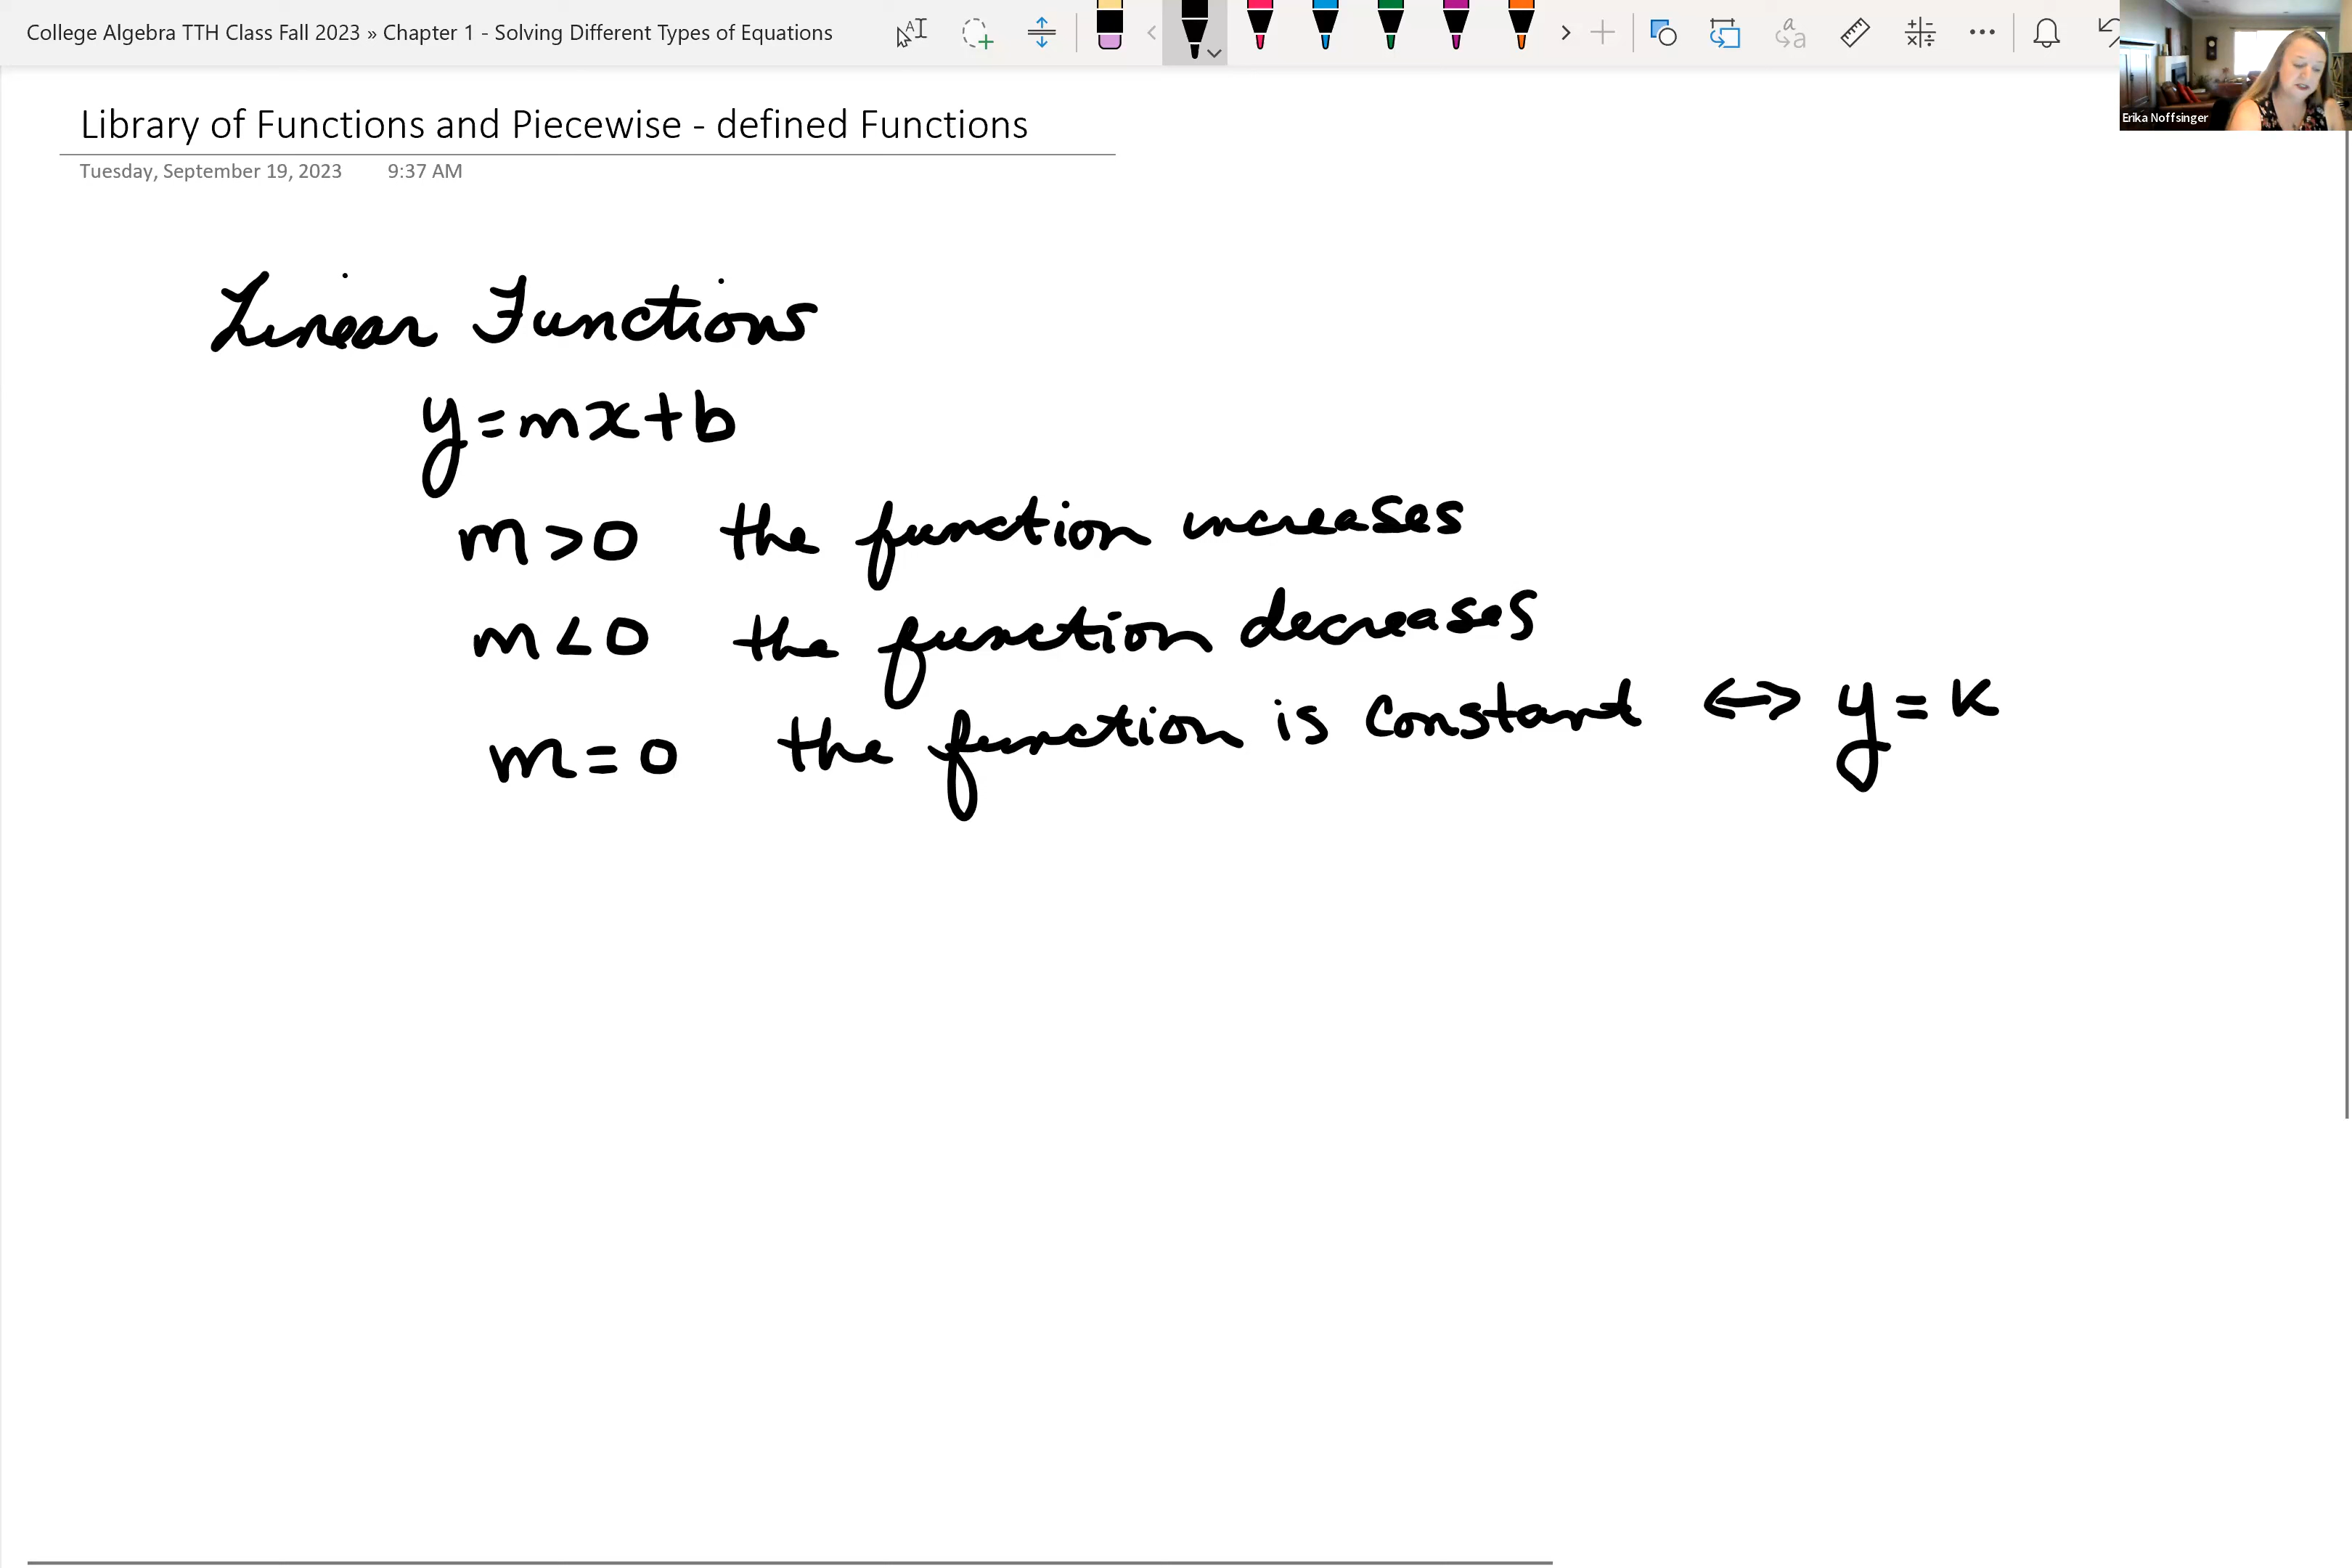 College Algebra TTH Class Fall 2023 » Chapter 1 - Solving Different Types of Equations
Erika Noffsinger
Library of Functions and Piecewise - defined Functions
Tuesday, September 19, 2023 9:37 AM
Linear Functions
y=mx+b
m>0 the function increases
m<0 the function decreases
m=0 the function is constant ⟷ y=k